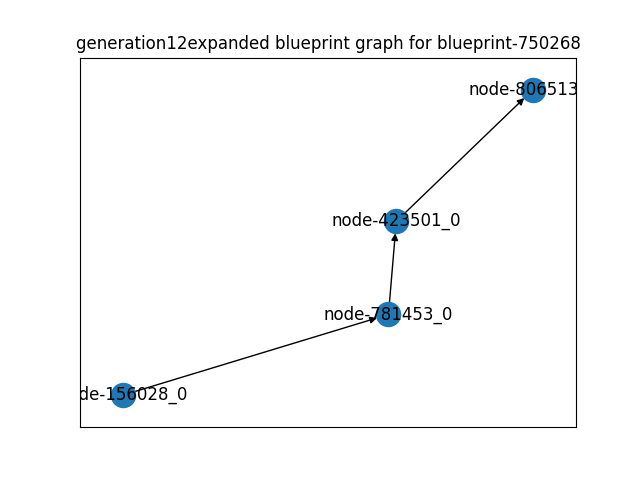 generation12expanded blueprint graph for blueprint-750268
node-806513
node-423501_0
node-781453_0
de-156028_0